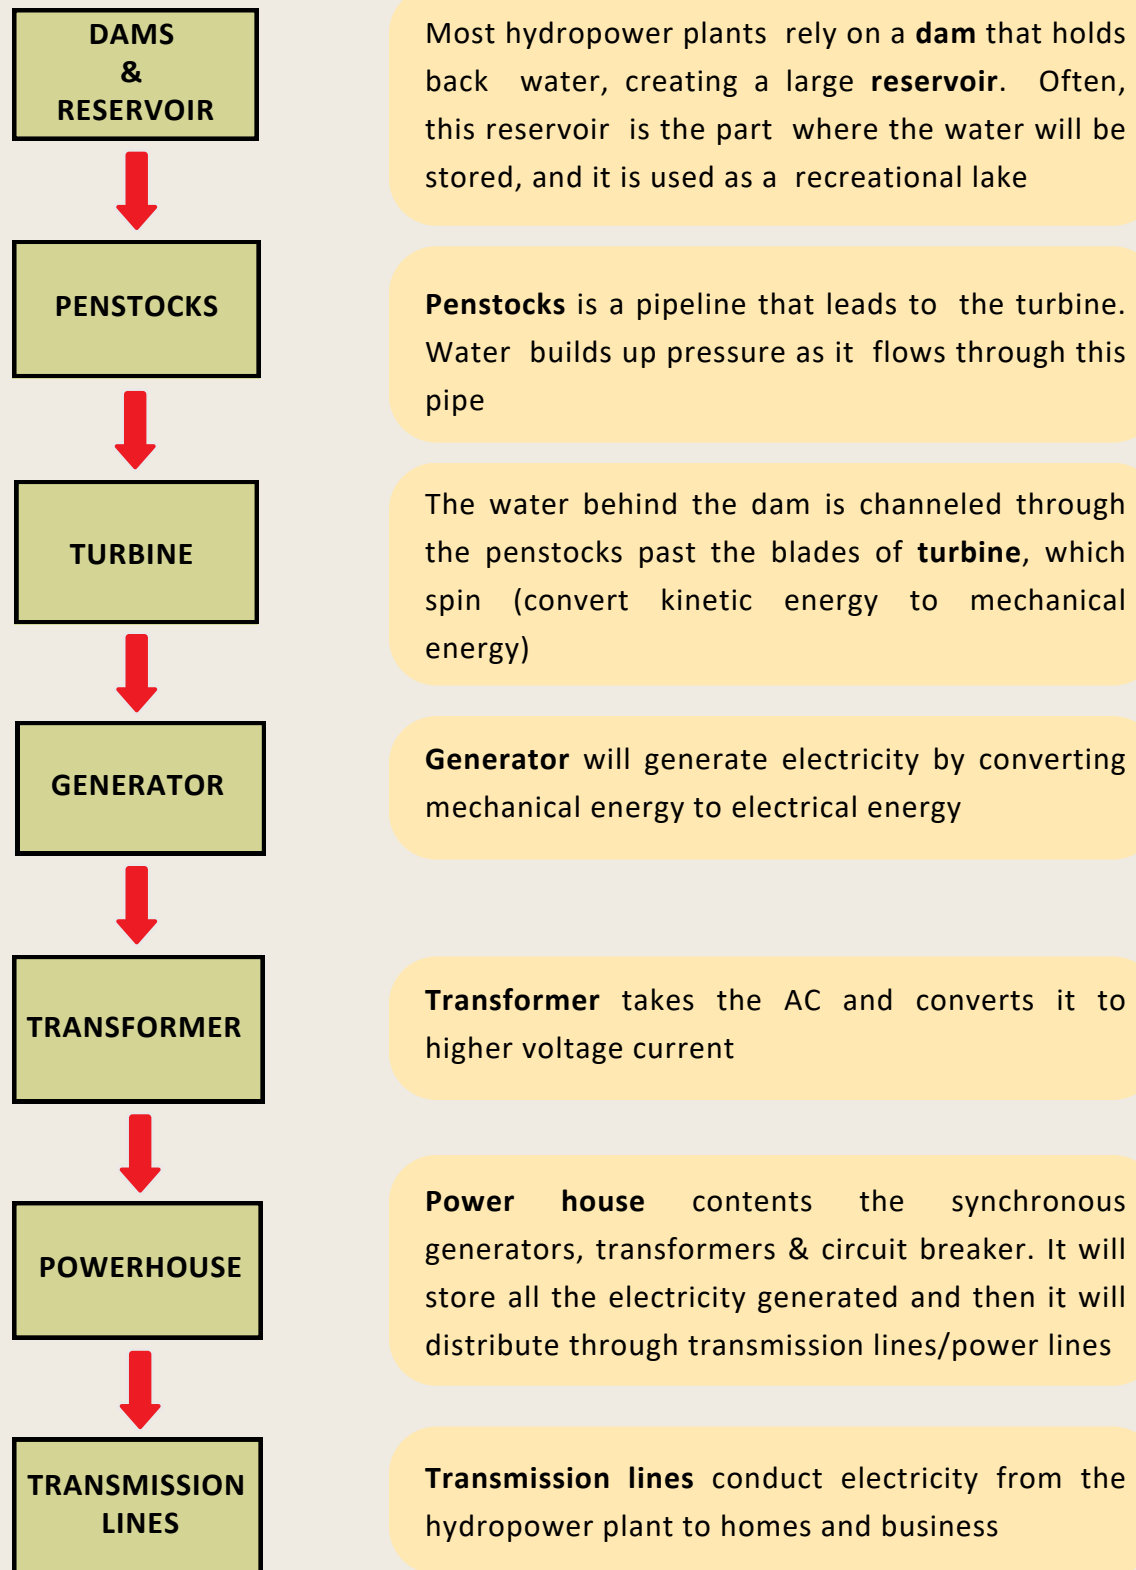 DAMS
&
RESERVOIR
Most hydropower plants rely on a dam that holds
back water, creating a large reservoir. Often,
this reservoir is the part where the water will be
stored, and it is used as a recreational lake
PENSTOCKS
Penstocks is a pipeline that leads to the turbine.
Water builds up pressure as it flows through this
pipe
TURBINE
The water behind the dam is channeled through
the penstocks past the blades of turbine, which
spin (convert kinetic energy to mechanical
energy)
GENERATOR
Generator will generate electricity by converting
mechanical energy to electrical energy
TRANSFORMER
Transformer takes the AC and converts it to
higher voltage current
POWERHOUSE
Power house contents the synchronous
generators, transformers & circuit breaker. It will
store all the electricity generated and then it will
distribute through transmission lines/power lines
TRANSMISSION
LINES
Transmission lines conduct electricity from the
hydropower plant to homes and business